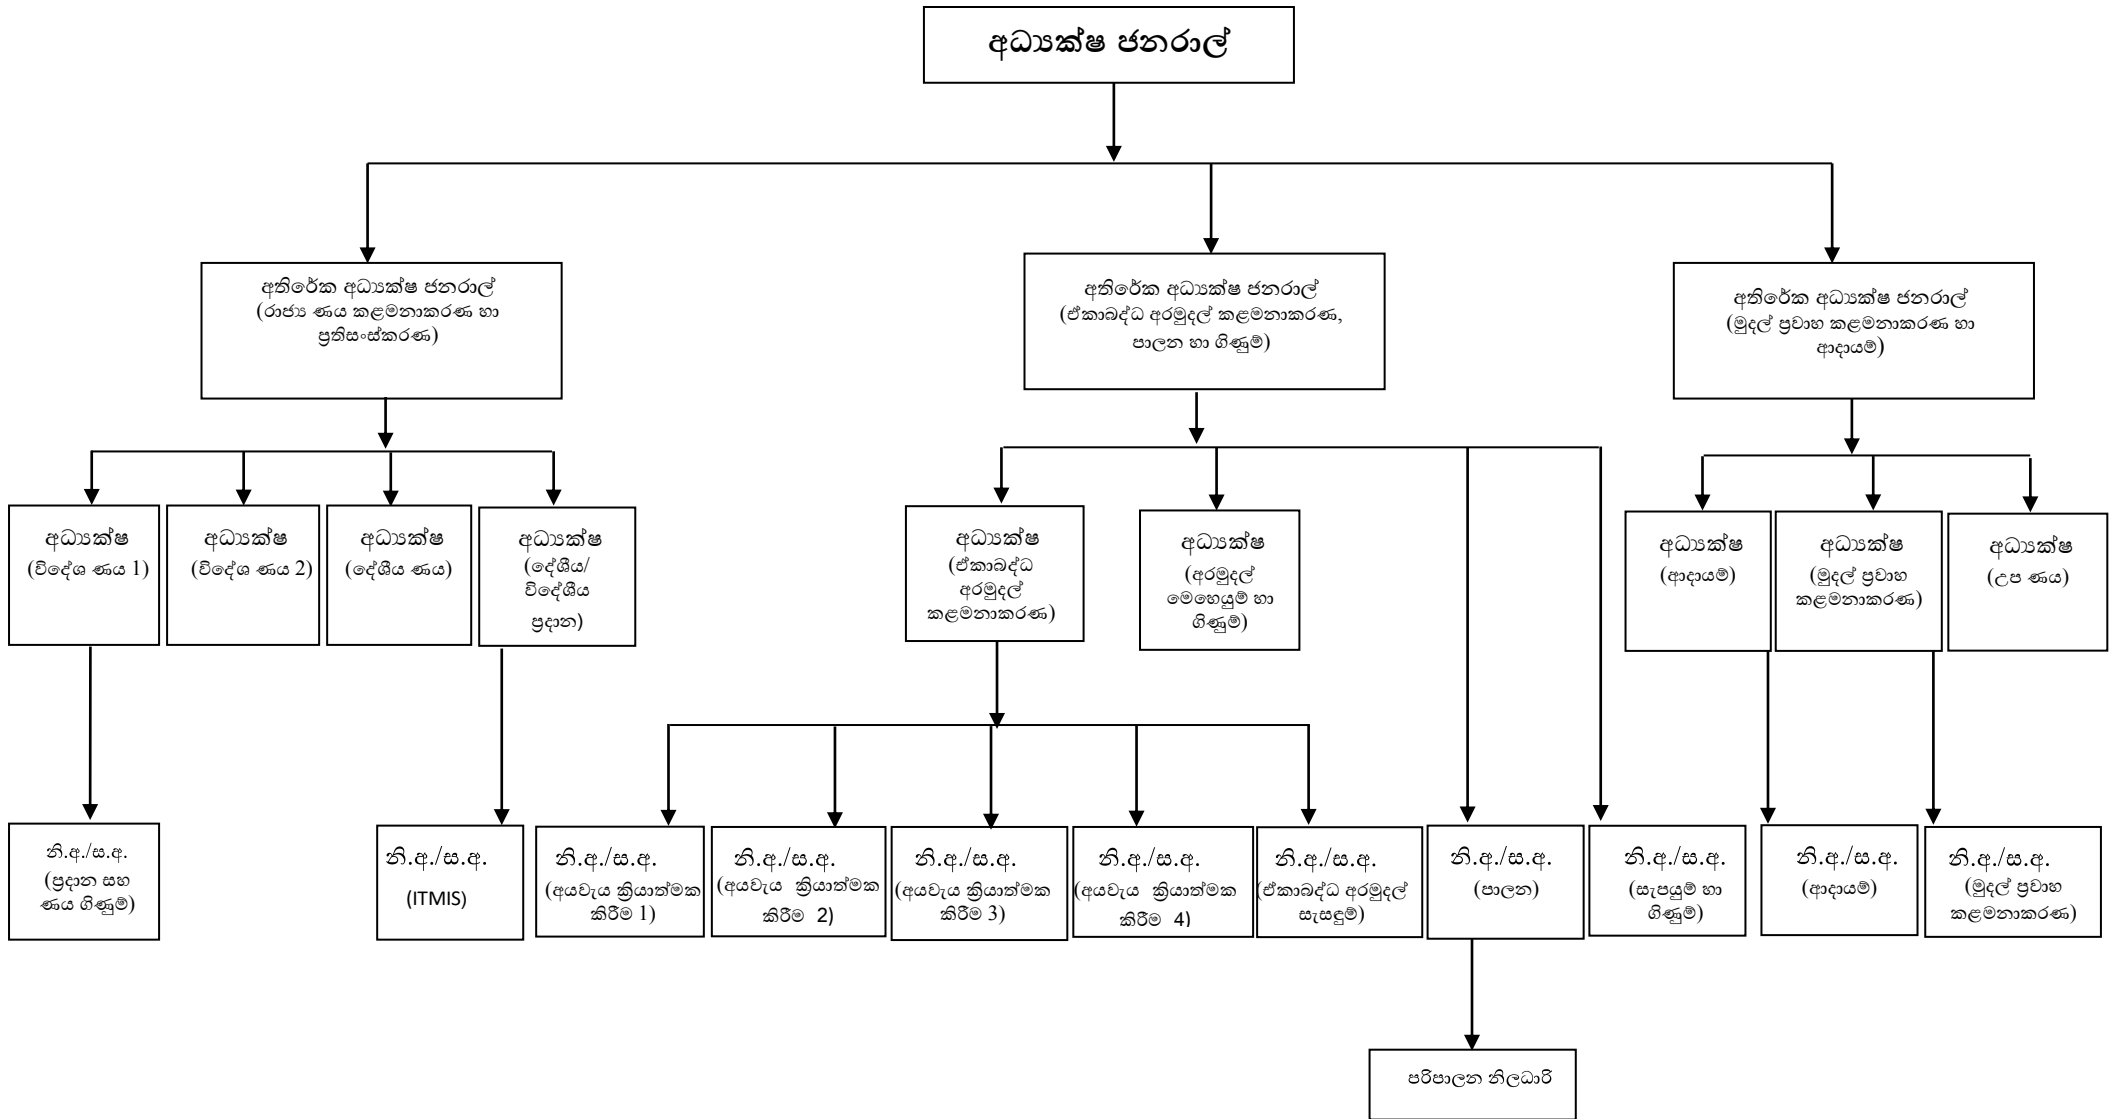 අධ්‍යක්ෂ ජනරාල්
අතිරේක අධ්‍යක්ෂ ජනරාල්
(රාජ්‍ය ණය කළමනාකරණ හා
ප්‍රතිසංස්කරණ)
අතිරේක අධ්‍යක්ෂ ජනරාල්
(ඒකාබද්ධ අරමුදල් කළමනාකරණ,
පාලන හා ගිණුම්)
අතිරේක අධ්‍යක්ෂ ජනරාල්
(මුදල් ප්‍රවාහ කළමනාකරණ හා
ආදායම්)
අධ්‍යක්ෂ
(විදේශ ණය 1)
අධ්‍යක්ෂ
(විදේශ ණය 2)
අධ්‍යක්ෂ
(දේශීය ණය)
අධ්‍යක්ෂ
(දේශීය/
විදේශීය
ප්‍රදාන)
අධ්‍යක්ෂ
(ඒකාබද්ධ
අරමුදල්
කළමනාකරණ)
අධ්‍යක්ෂ
(අරමුදල්
මෙහෙයුම් හා
ගිණුම්)
අධ්‍යක්ෂ
(ආදායම්)
අධ්‍යක්ෂ
(මුදල් ප්‍රවාහ
කළමනාකරණ)
අධ්‍යක්ෂ
(උප ණය)
නි.අ./ස.අ.
(ප්‍රදාන සහ
ණය ගිණුම්)
නි.අ./ස.අ.
(ITMIS)
නි.අ./ස.අ.
(අයවැය ක්‍රියාත්මක
කිරීම 1)
නි.අ./ස.අ.
(අයවැය ක්‍රියාත්මක
කිරීම 2)
නි.අ./ස.අ.
(අයවැය ක්‍රියාත්මක
කිරීම 3)
නි.අ./ස.අ.
(අයවැය ක්‍රියාත්මක
කිරීම 4)
නි.අ./ස.අ.
(ඒකාබද්ධ අරමුදල්
සැසඳුම්)
නි.අ./ස.අ.
(පාලන)
නි.අ./ස.අ.
(සැපයුම් හා
ගිණුම්)
නි.අ./ස.අ.
(ආදායම්)
නි.අ./ස.අ.
(මුදල් ප්‍රවාහ
කළමනාකරණ)
පරිපාලන නිලධාරි